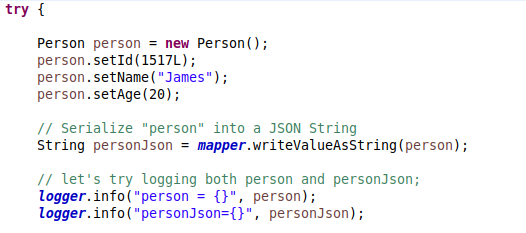 try {
Person person = new Person();
person.setId(1517L);
person.setName("James");
person.setAge(20);
// Serialize "person" into a JSON String
String personJson = mapper.writeValueAsString(person);
// let's try logging both person and personJson;
logger.info("person = {}", person);
logger.info("personJson={}", personJson);